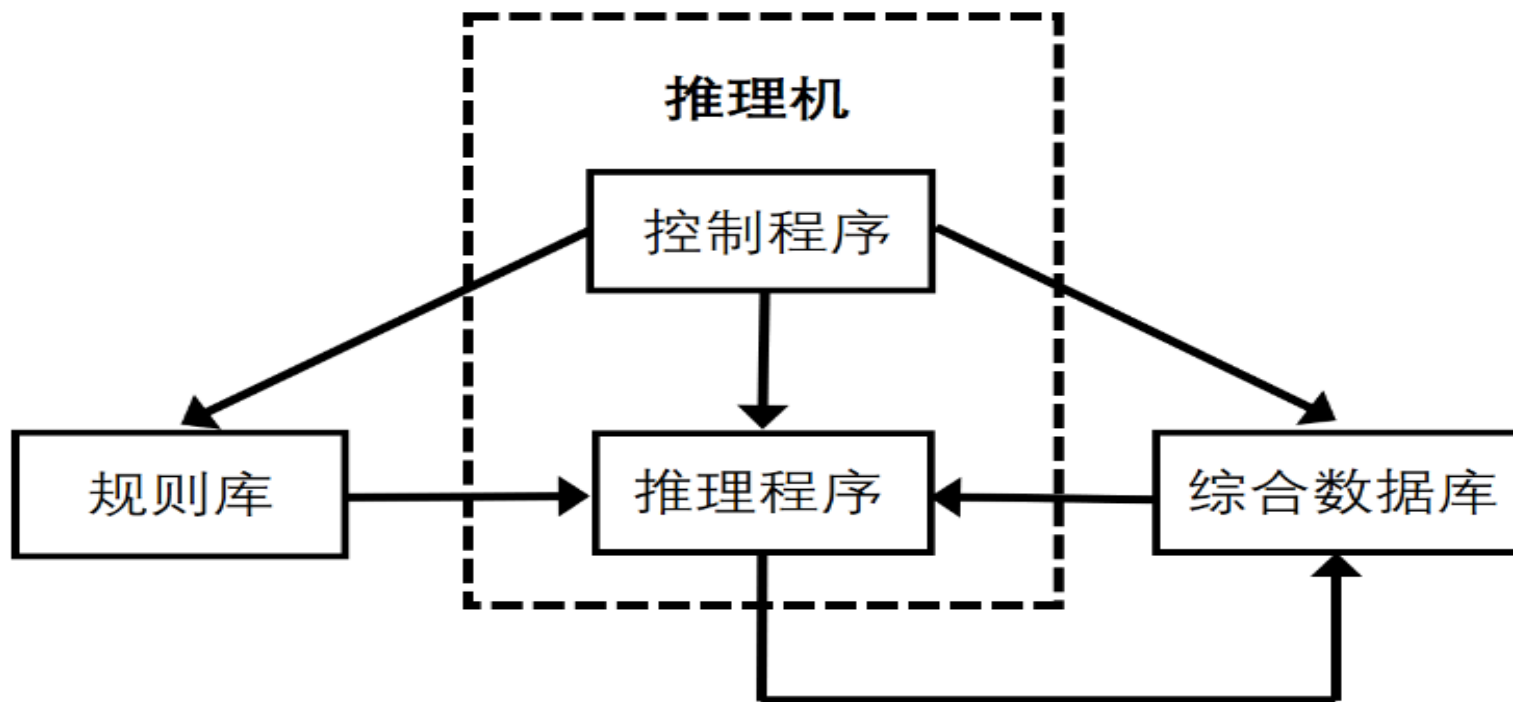 推理机
控制程序
规则库
推理程序
综合数据库